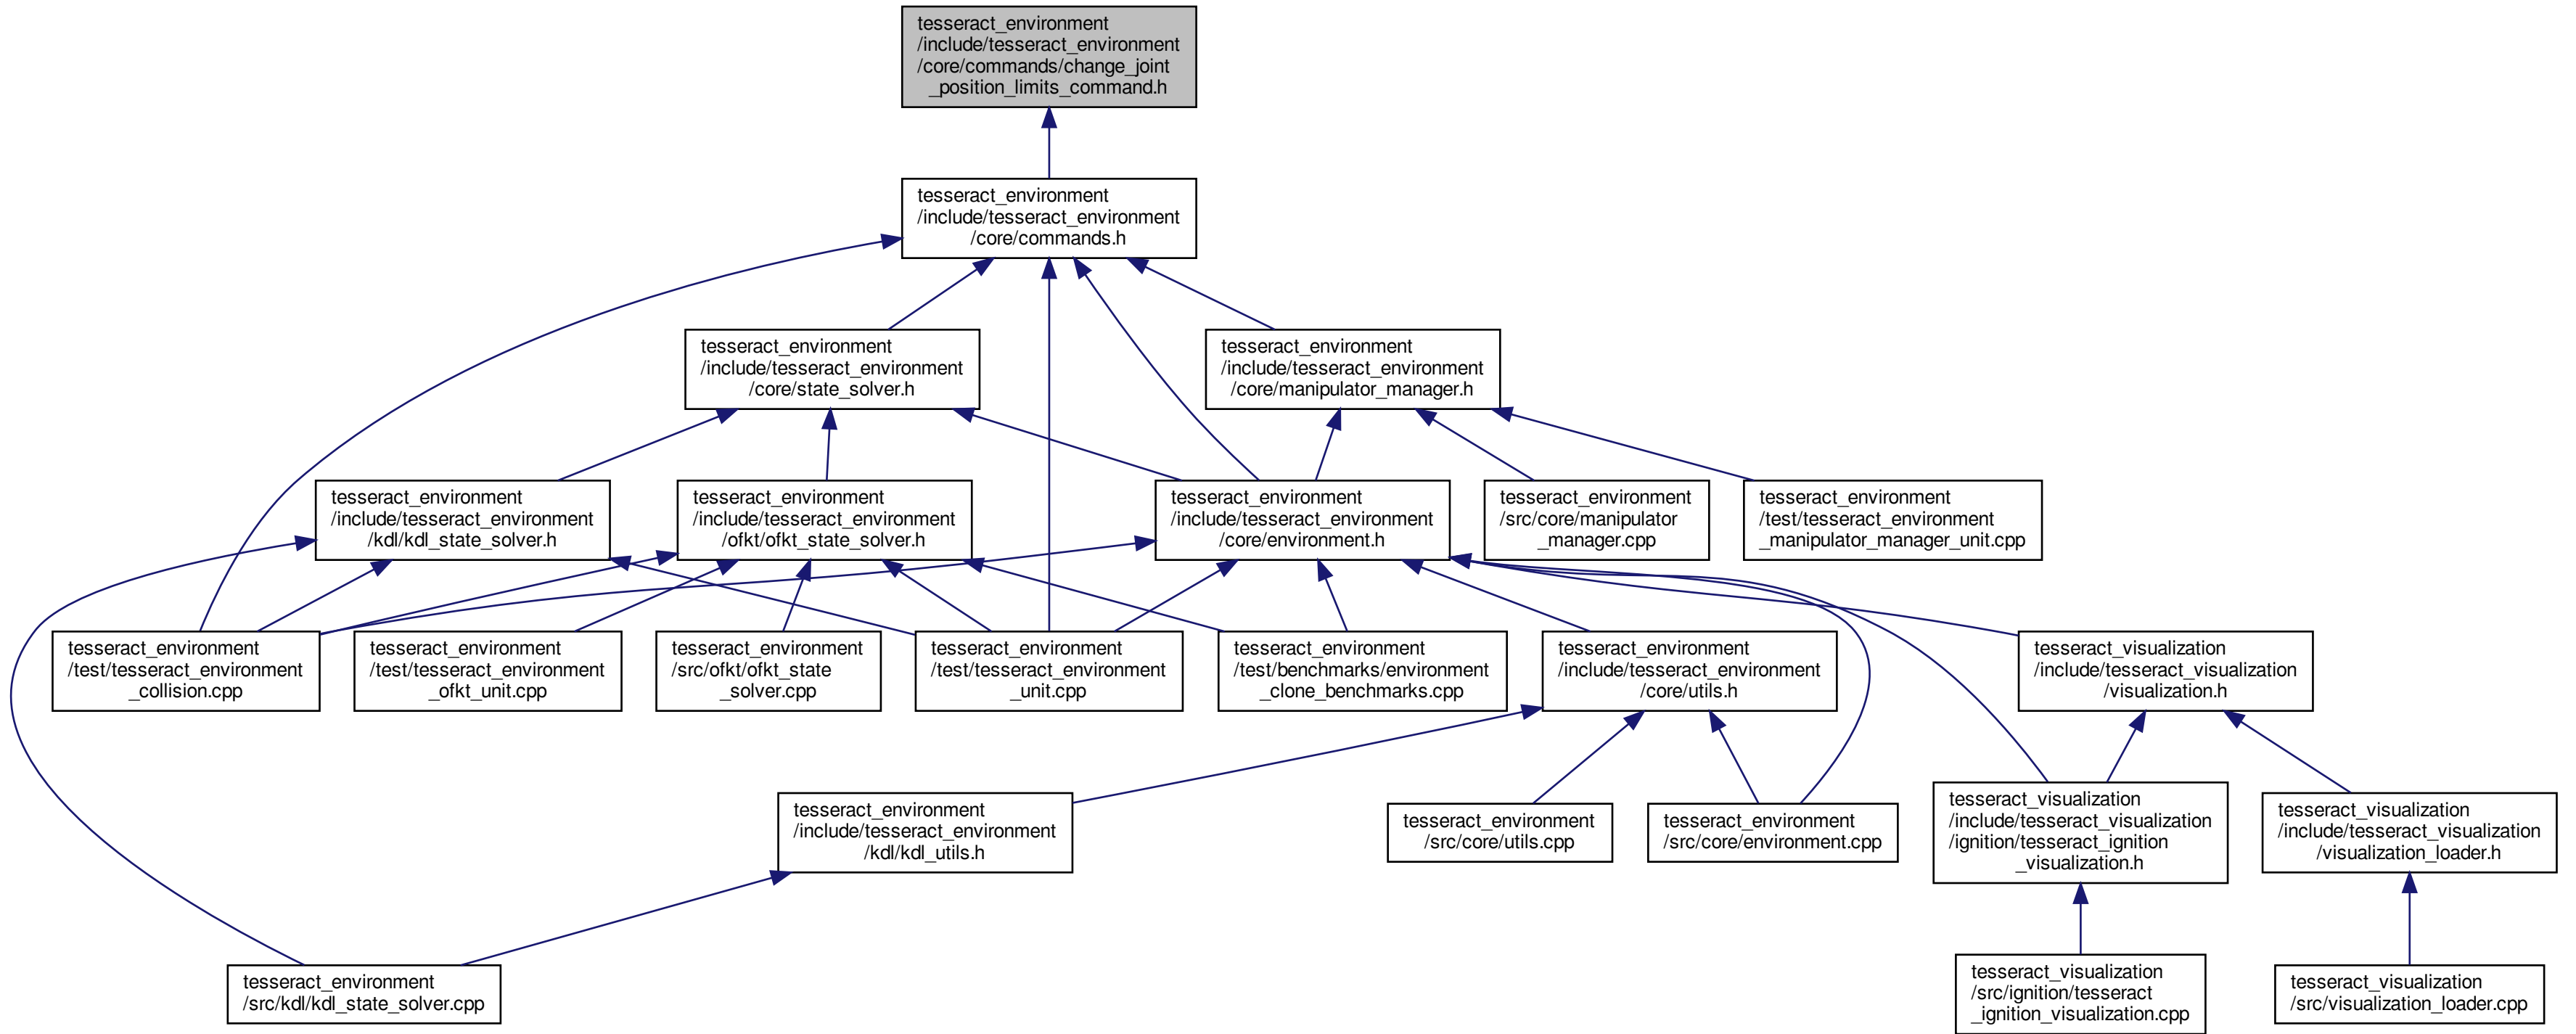 tesseract_environment
/include/tesseract_environment
/core/commands/change_joint
_position_limits_command.h
tesseract_environment
/include/tesseract_environment
/core/commands.h
tesseract_environment
/include/tesseract_environment
/core/state_solver.h
tesseract_environment
/include/tesseract_environment
/core/manipulator_manager.h
tesseract_environment
/include/tesseract_environment
/kdl/kdl_state_solver.h
tesseract_environment
/include/tesseract_environment
/ofkt/ofkt_state_solver.h
tesseract_environment
/include/tesseract_environment
/core/environment.h
tesseract_environment
/src/core/manipulator
_manager.cpp
tesseract_environment
/test/tesseract_environment
_manipulator_manager_unit.cpp
tesseract_environment
/test/tesseract_environment
_collision.cpp
tesseract_environment
/test/tesseract_environment
_ofkt_unit.cpp
tesseract_environment
/src/ofkt/ofkt_state
_solver.cpp
tesseract_environment
/test/tesseract_environment
_unit.cpp
tesseract_environment
/test/benchmarks/environment
_clone_benchmarks.cpp
tesseract_environment
/include/tesseract_environment
/core/utils.h
tesseract_visualization
/include/tesseract_visualization
/visualization.h
tesseract_environment
/include/tesseract_environment
/kdl/kdl_utils.h
tesseract_environment
/src/core/utils.cpp
tesseract_environment
/src/core/environment.cpp
tesseract_visualization
/include/tesseract_visualization
/ignition/tesseract_ignition
_visualization.h
tesseract_visualization
/include/tesseract_visualization
/visualization_loader.h
tesseract_environment
/src/kdl/kdl_state_solver.cpp
tesseract_visualization
/src/ignition/tesseract
_ignition_visualization.cpp
tesseract_visualization
/src/visualization_loader.cpp